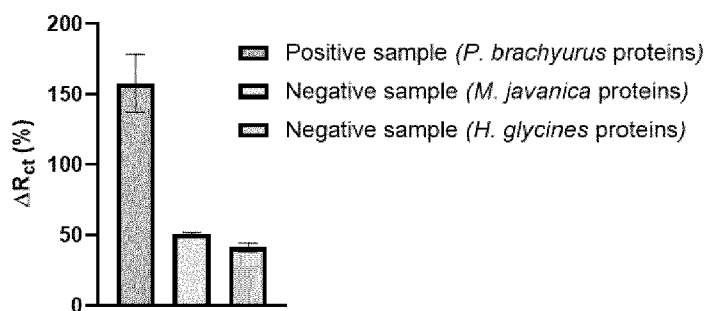 200
150
100
50
0
ΔRct (%)
Positive sample (P. brachyurus proteins)
Negative sample (M. javanica proteins)
Negative sample (H. glycines proteins)